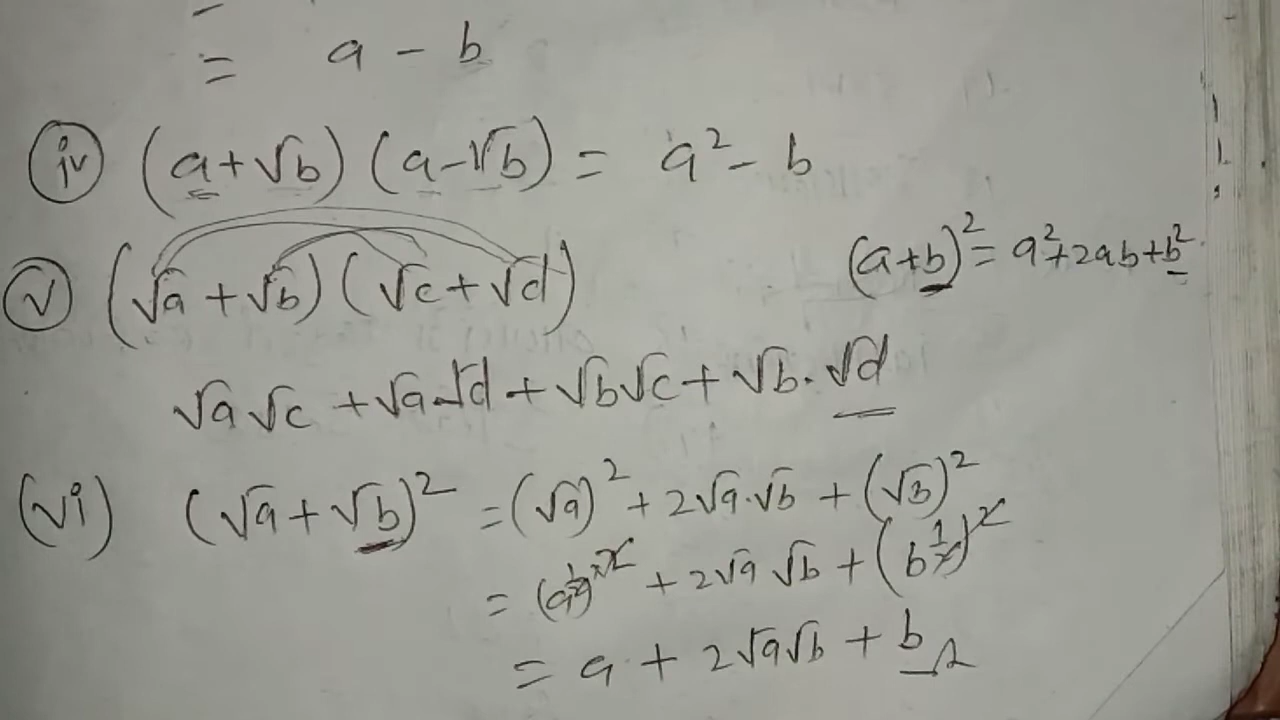 = a - b
(iv) (a+√b) (a-√b) = a² - b
(v) (√a + √b) (√c + √d)
(a+b)² = a²+2ab+b²
√a √c + √a·√d + √b√c + √b·√d
(vi) (√a + √b)² = (√a)² + 2√a·√b + (√b)²
= (a^1/2)^2 + 2√a √b + (b^1/2)^2
= a + 2√a√b + b